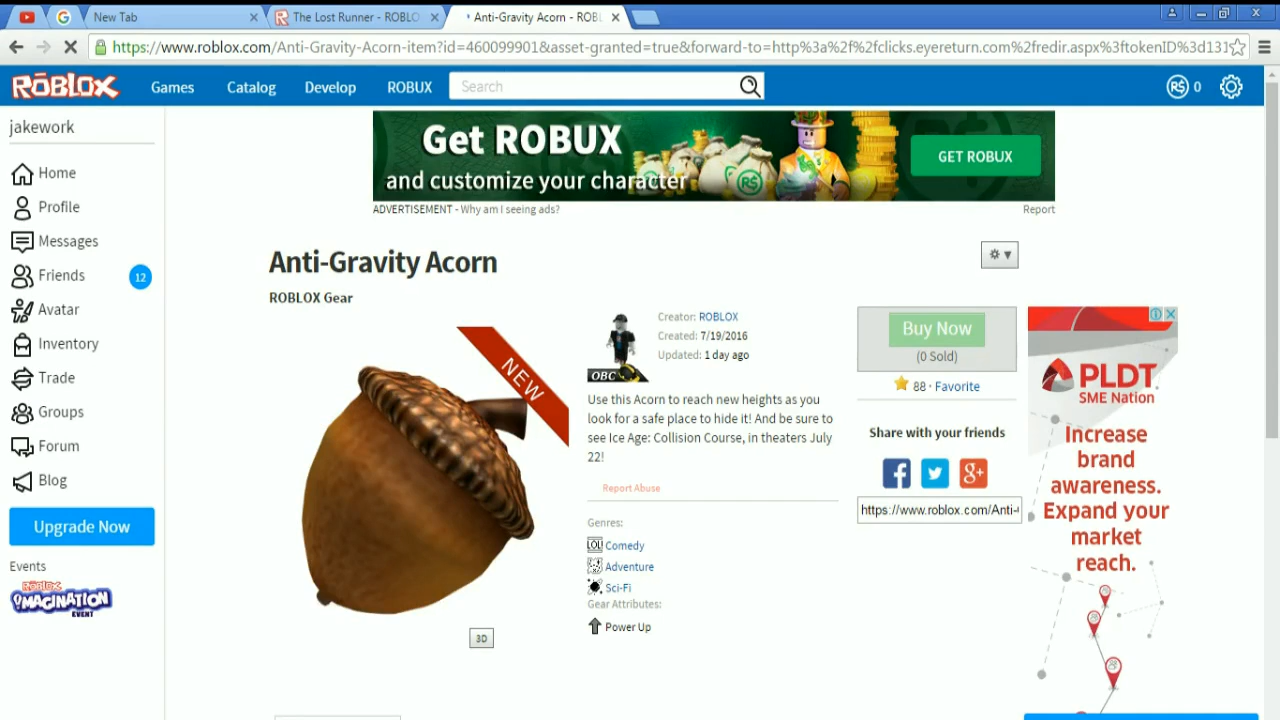 New Tab
The Lost Runner - ROBLO
Anti-Gravity Acorn - ROBL
https://www.roblox.com/Anti-Gravity-Acorn-item?id=460099901&asset-granted=true&forward-to=http%3a%2f%2fclicks.eyereturn.com%2fredir.aspx%3ftokenID%3d131
ROBLOX
Games
Catalog
Develop
ROBUX
Search
R$ 0
jakework
Home
Profile
Messages
Friends
12
Avatar
Inventory
Trade
Groups
Forum
Blog
Upgrade Now
Events
ROBLOX
IMAGINATION
EVENT
Get ROBUX
and customize your character
R$
GET ROBUX
ADVERTISEMENT - Why am I seeing ads?
Report
Anti-Gravity Acorn
ROBLOX Gear
NEW
3D
OBC
Creator: ROBLOX
Created: 7/19/2016
Updated: 1 day ago
Use this Acorn to reach new heights as you
look for a safe place to hide it! And be sure to
see Ice Age: Collision Course, in theaters July
22!
Report Abuse
Genres:
LOL Comedy
Adventure
Sci-Fi
Gear Attributes:
Power Up
Buy Now
(0 Sold)
88 · Favorite
Share with your friends
https://www.roblox.com/Anti-
PLDT
SME Nation
Increase
brand
awareness.
Expand your
market
reach.